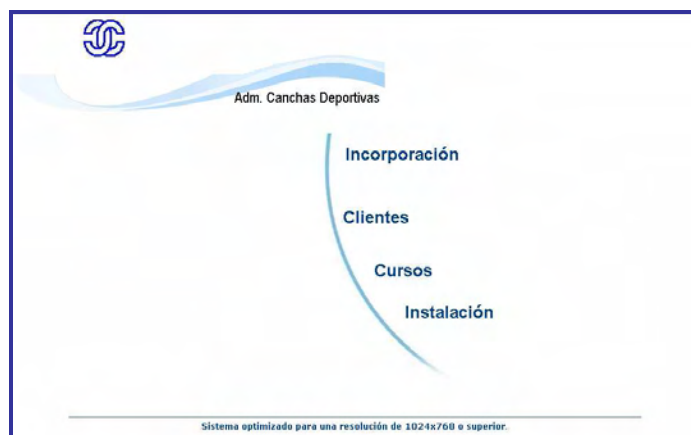 Adm. Canchas Deportivas
Incorporación
Clientes
Cursos
Instalación
Sistema optimizado para una resolución de 1024x768 o superior.